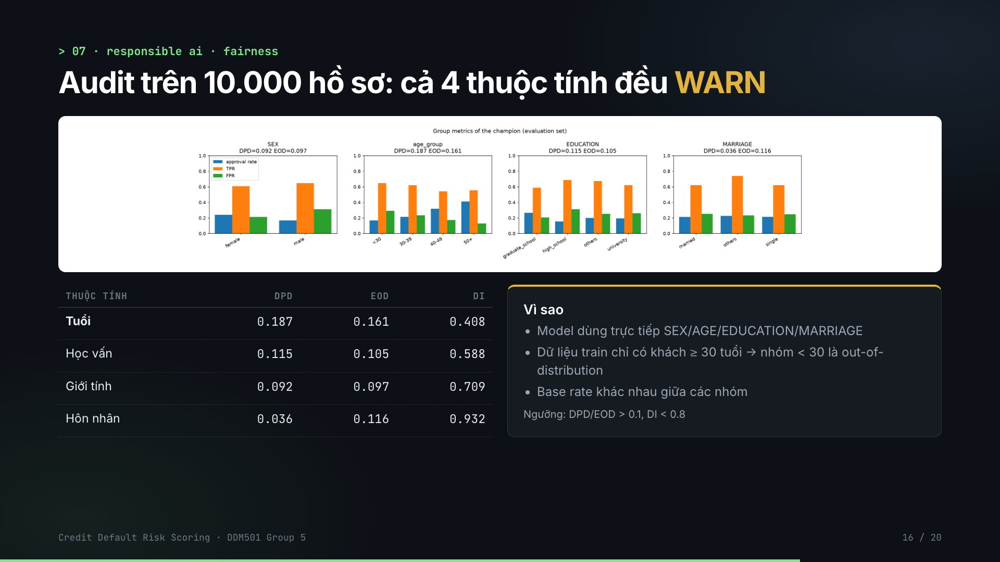 > 07 · responsible ai · fairness
Audit trên 10.000 hồ sơ: cả 4 thuộc tính đều WARN
Group metrics of the champion (evaluation set)
SEX
DPD=0.092 EOD=0.097
1.0
0.8
0.6
0.4
0.2
0.0
approval rate
TPR
FPR
female
male
age_group
DPD=0.187 EOD=0.161
1.0
0.8
0.6
0.4
0.2
0.0
<30
30-39
40-49
50+
EDUCATION
DPD=0.115 EOD=0.105
1.0
0.8
0.6
0.4
0.2
0.0
graduate_school
high_school
others
university
MARRIAGE
DPD=0.036 EOD=0.116
1.0
0.8
0.6
0.4
0.2
0.0
married
others
single
THUỘC TÍNH DPD EOD DI
Tuổi 0.187 0.161 0.408
Học vấn 0.115 0.105 0.588
Giới tính 0.092 0.097 0.709
Hôn nhân 0.036 0.116 0.932
Vì sao
• Model dùng trực tiếp SEX/AGE/EDUCATION/MARRIAGE
• Dữ liệu train chỉ có khách ≥ 30 tuổi → nhóm < 30 là out-of-
distribution
• Base rate khác nhau giữa các nhóm
Ngưỡng: DPD/EOD > 0.1, DI < 0.8
Credit Default Risk Scoring · DDM501 Group 5
16 / 20